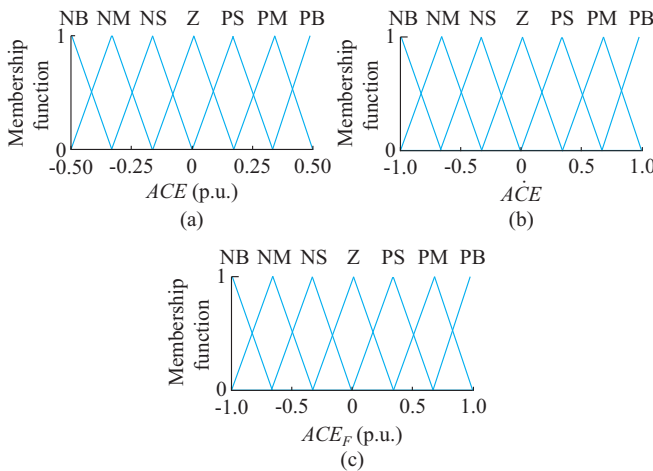 NB NM NS Z PS PM PB
1
Membership function
0
-0.50 -0.25 0 0.25 0.50
ACE (p.u.)
(a)
NB NM NS Z PS PM PB
1
Membership function
0
-1.0 -0.5 0 0.5 1.0
AĊE
(b)
NB NM NS Z PS PM PB
1
Membership function
0
-1.0 -0.5 0 0.5 1.0
ACE_F (p.u.)
(c)